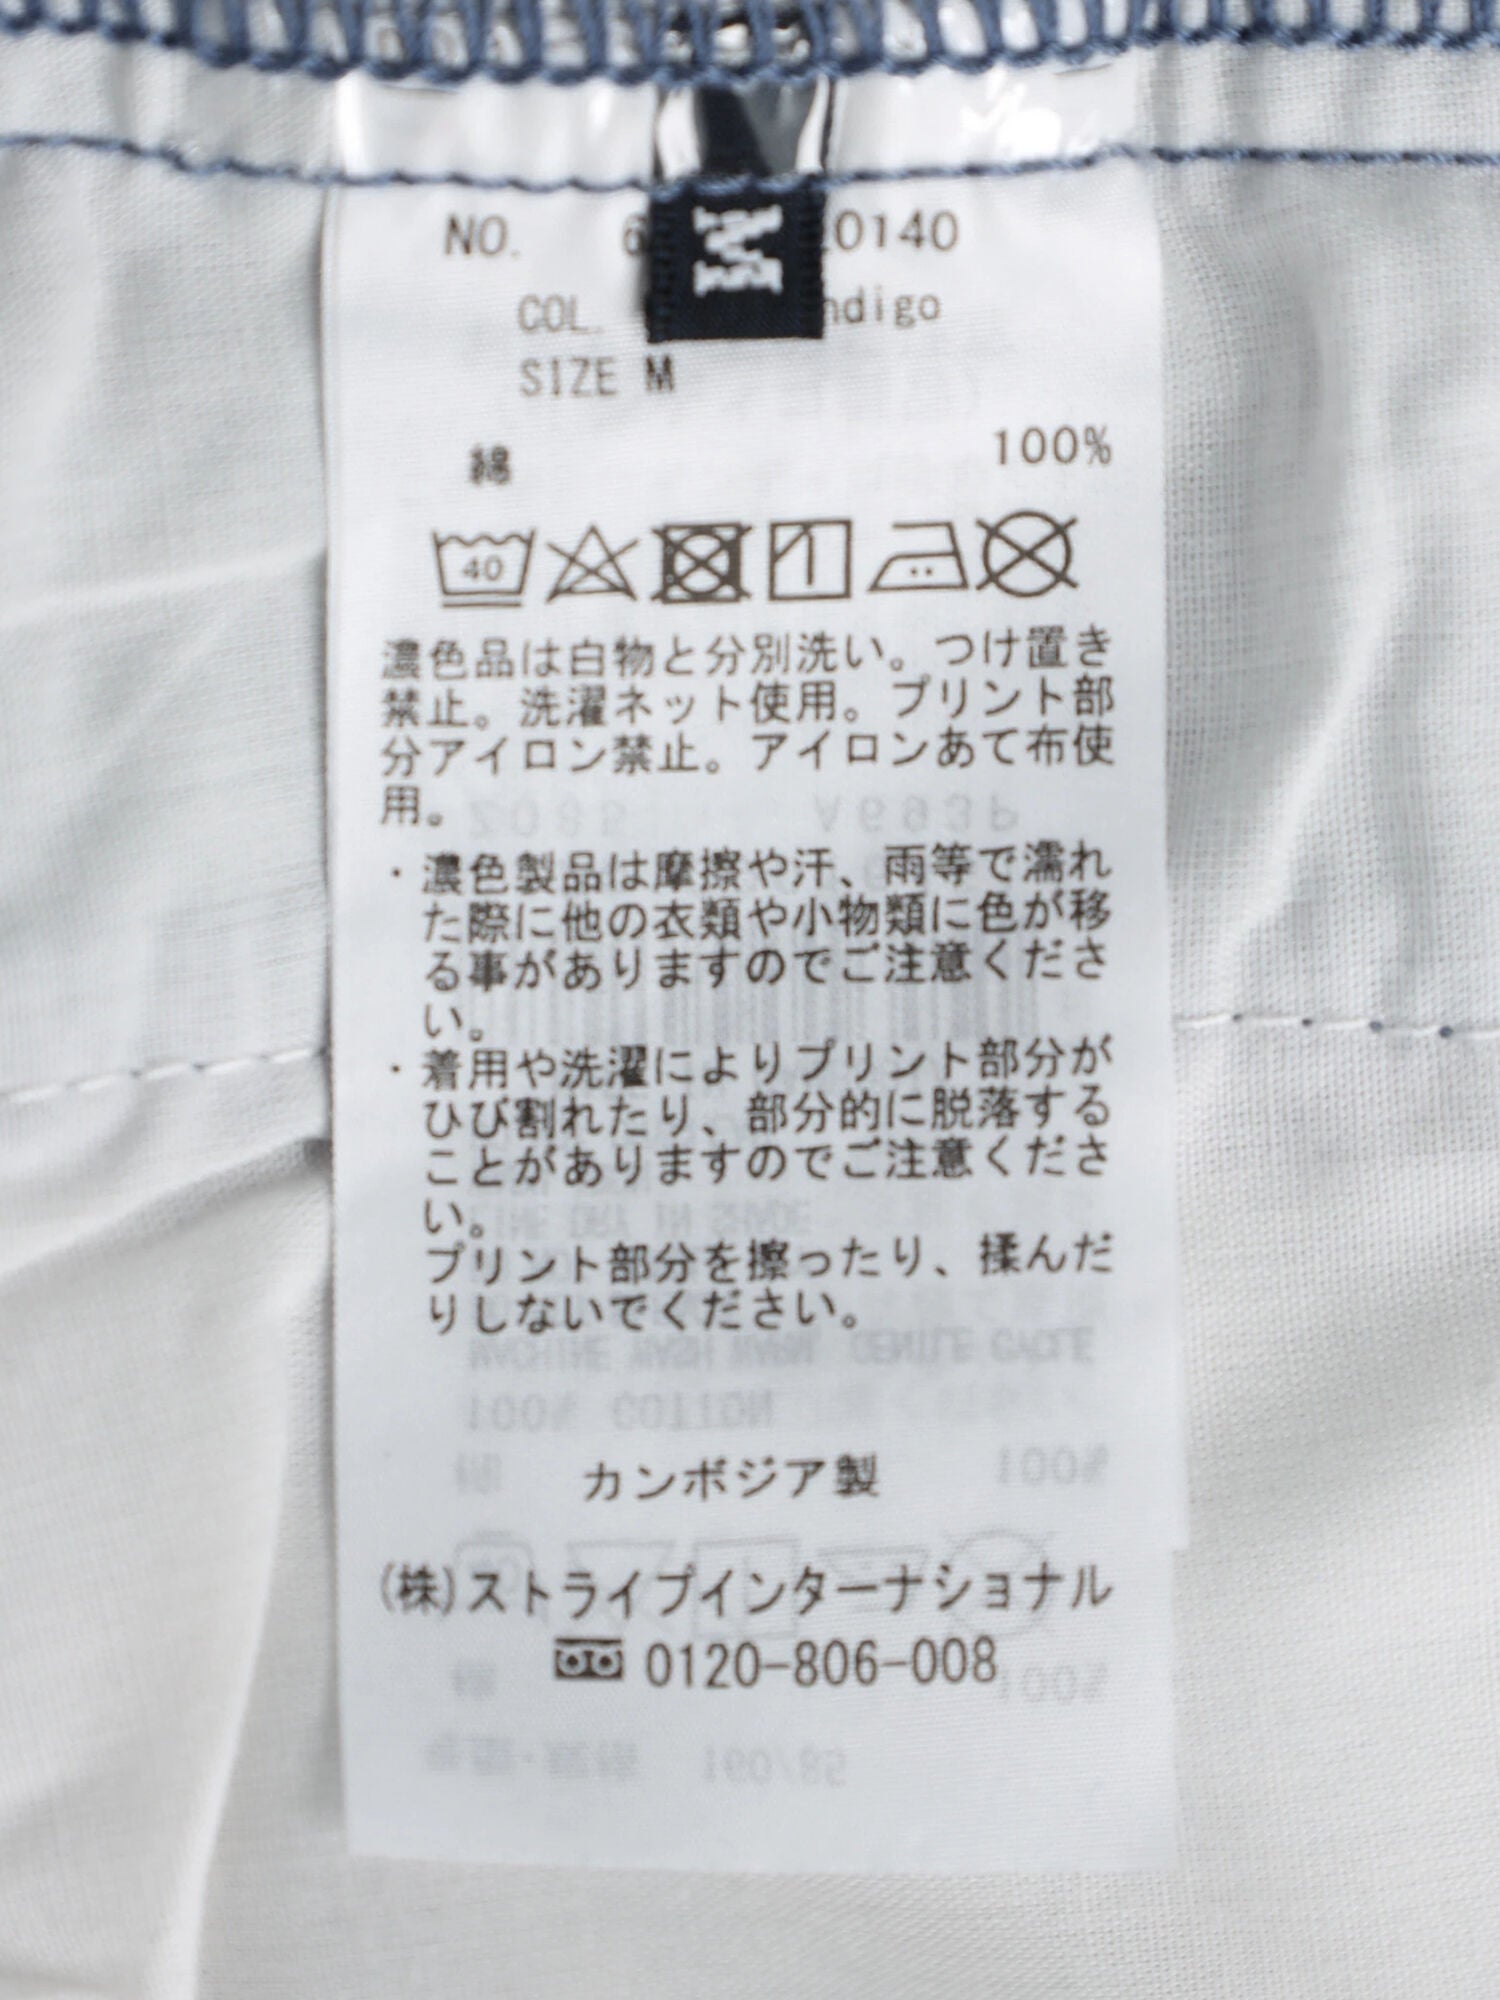 NO. 6 0140
M
COL. ndigo
SIZE M
綿 100%
40
濃色品は白物と分別洗い。つけ置き
禁止。洗濯ネット使用。プリント部
分アイロン禁止。アイロンあて布使
用。
・濃色製品は摩擦や汗、雨等で濡れ
た際に他の衣類や小物類に色が移
る事がありますのでご注意くださ
い。
・着用や洗濯によりプリント部分が
ひび割れたり、部分的に脱落する
ことがありますのでご注意くださ
い。
プリント部分を擦ったり、揉んだ
りしないでください。
カンボジア製
(株)ストライプインターナショナル
0120-806-008